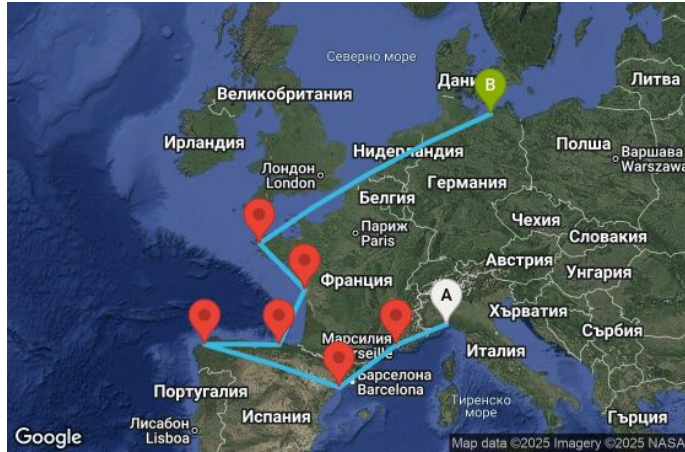 Северно море
Дани
Литва
Великобритания
Ирландия
Нидерландия
Полша
Варшава
Warszawa
Лондон
London
Германия
Белгия
Чехия
Париж
Paris
Словакия
Австрия
Унгария
Франция
A
B
Хърватия
Марсилия
arseille
Сърбия
Италия
Барселона
Barcelona
Португалия
Тиренско
море
Испания
Лисабон
Lisboa
Гърция
Google
Map data ©2025 Imagery ©2025 NASA